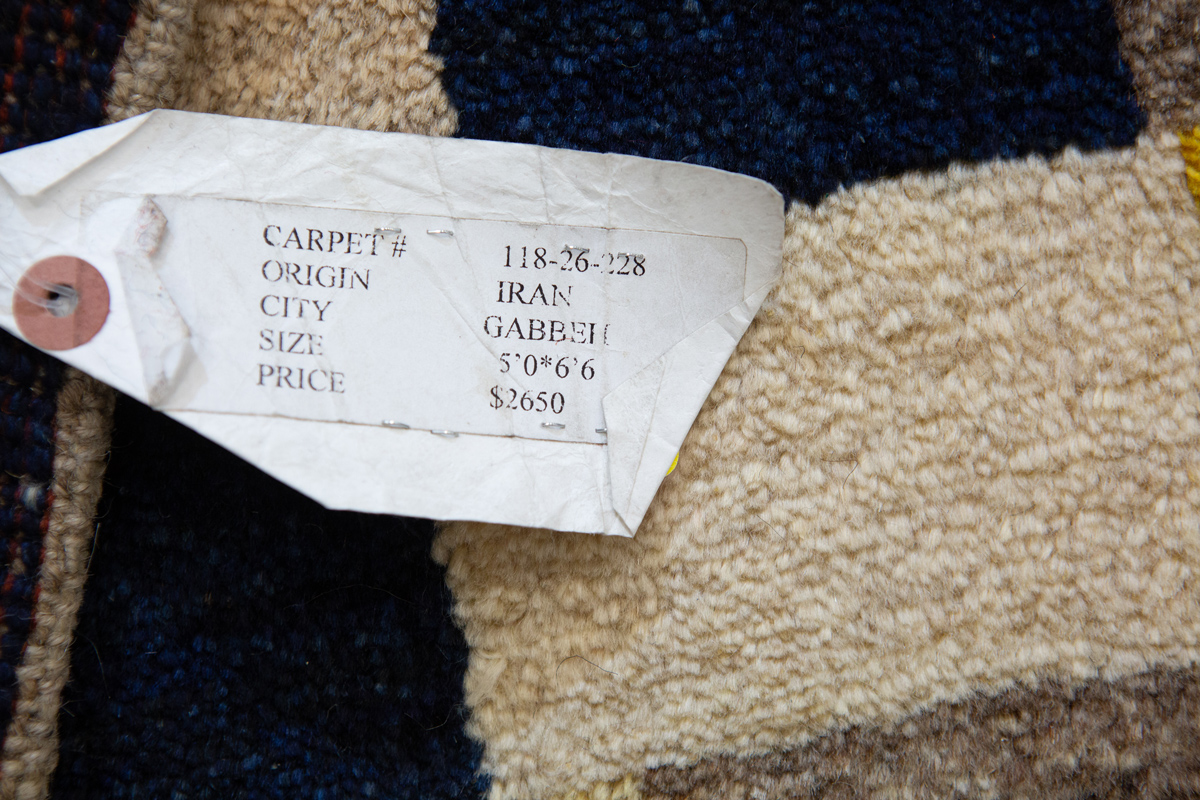 CARPET # 118-26-228
ORIGIN IRAN
CITY GABBEH
SIZE 5'0*6'6
PRICE $2650